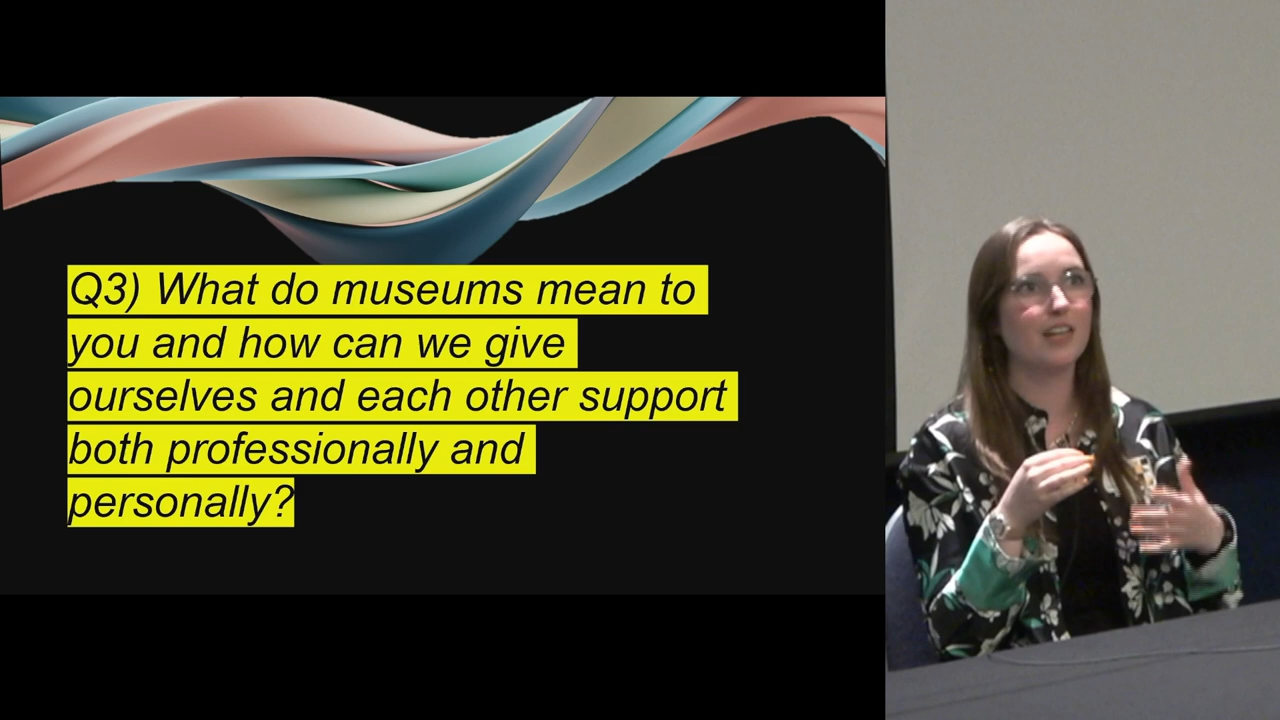 Q3) What do museums mean to
you and how can we give
ourselves and each other support
both professionally and
personally?